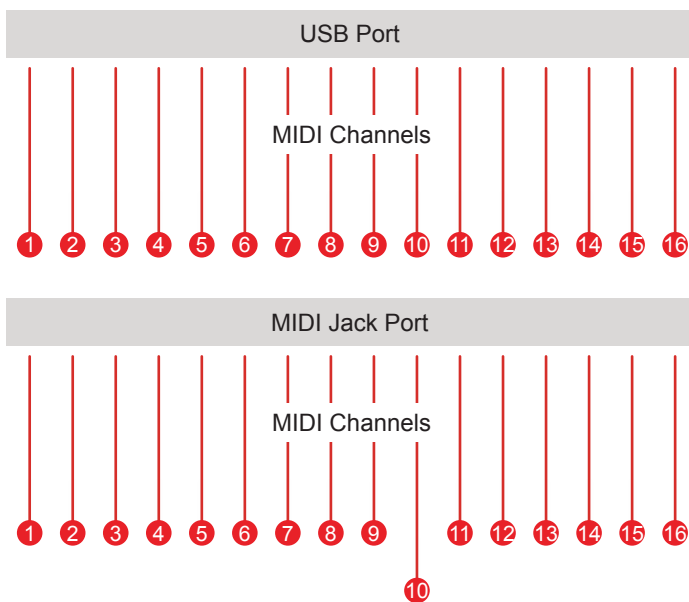 USB Port
MIDI Channels
1 2 3 4 5 6 7 8 9 10 11 12 13 14 15 16
MIDI Jack Port
MIDI Channels
1 2 3 4 5 6 7 8 9 11 12 13 14 15 16
10